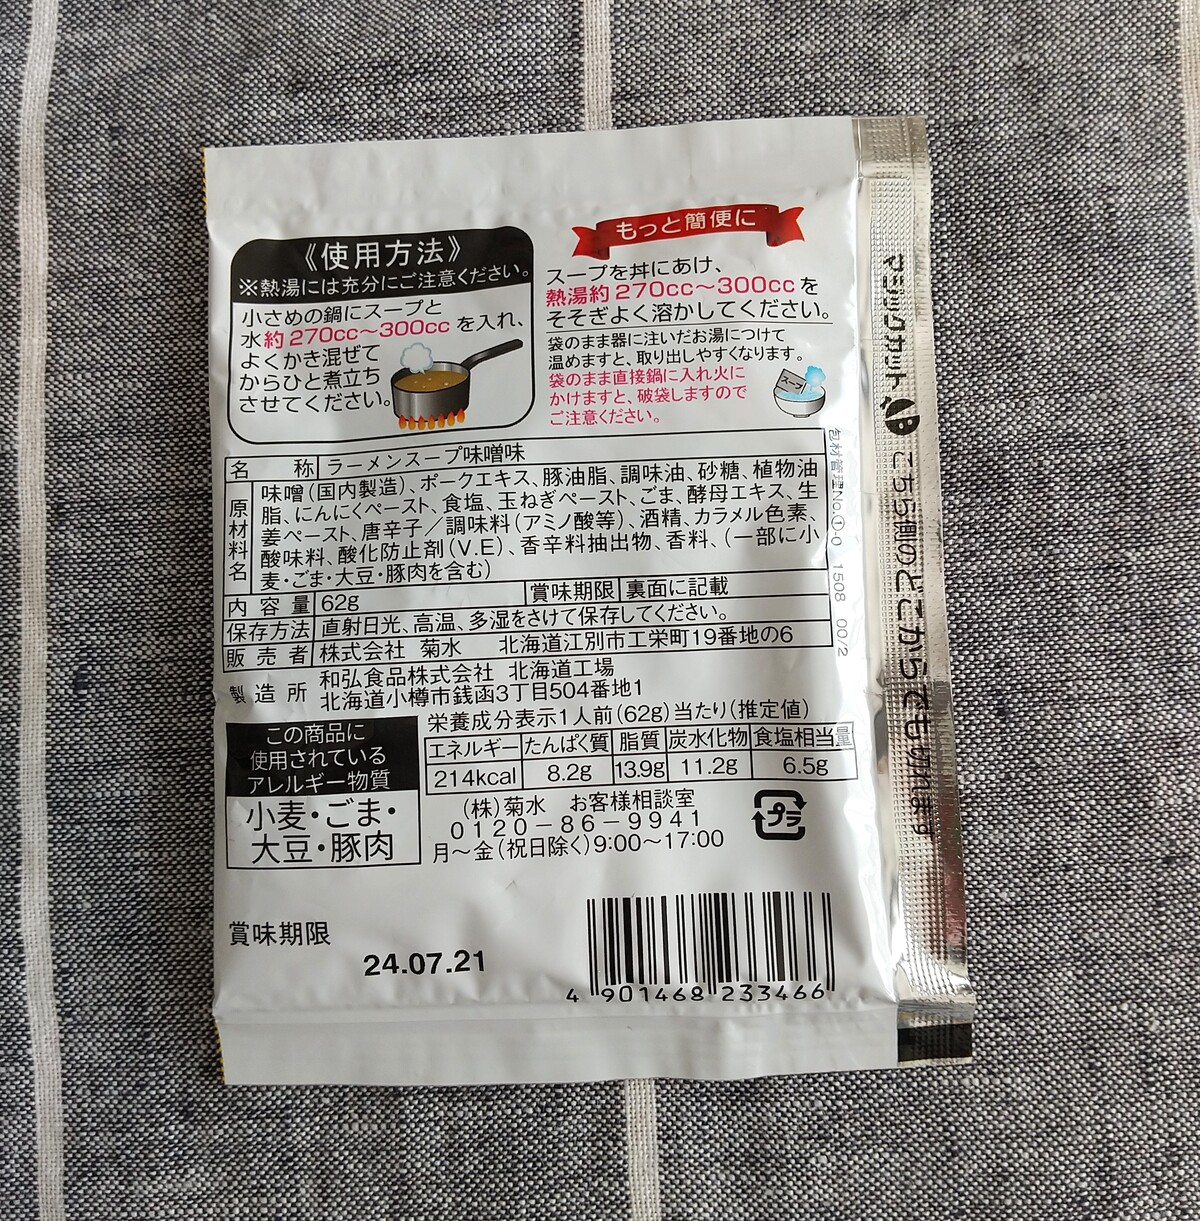 《使用方法》
※熱湯には充分にご注意ください。
小さめの鍋にスープと
水約270cc～300ccを入れ、
よくかき混ぜて
からひと煮立ち
させてください。
もっと簡便に
スープを丼にあけ、
熱湯約270cc～300ccを
そそぎよく溶かしてください。
袋のまま器に注いだお湯につけて
温めますと、取り出しやすくなります。
袋のまま直接鍋に入れ火に
かけますと、破袋しますので
ご注意ください。
スープ
名称 ラーメンスープ味噌味
原材料名 味噌(国内製造)、ポークエキス、豚油脂、調味油、砂糖、植物油
脂、にんにくペースト、食塩、玉ねぎペースト、ごま、酵母エキス、生
姜ペースト、唐辛子／調味料(アミノ酸等)、酒精、カラメル色素、
酸味料、酸化防止剤(V.E)、香辛料抽出物、香料、(一部に小
麦・ごま・大豆・豚肉を含む)
内容量 62g 賞味期限 裏面に記載
保存方法 直射日光、高温、多湿をさけて保存してください。
販売者 株式会社 菊水 北海道江別市工栄町19番地の6
製造所 和弘食品株式会社 北海道工場
北海道小樽市銭函3丁目504番地1
包材管理No.①-0 1508 00/2
この商品に
使用されている
アレルギー物質
小麦・ごま・
大豆・豚肉
栄養成分表示1人前(62g)当たり(推定値)
エネルギー たんぱく質 脂質 炭水化物 食塩相当量
214kcal 8.2g 13.9g 11.2g 6.5g
(株)菊水 お客様相談室
0120-86-9941
月～金(祝日除く)9:00～17:00
プラ
賞味期限
24.07.21
4 901468 233466
マジックカット こちら側のどこからでも切れます